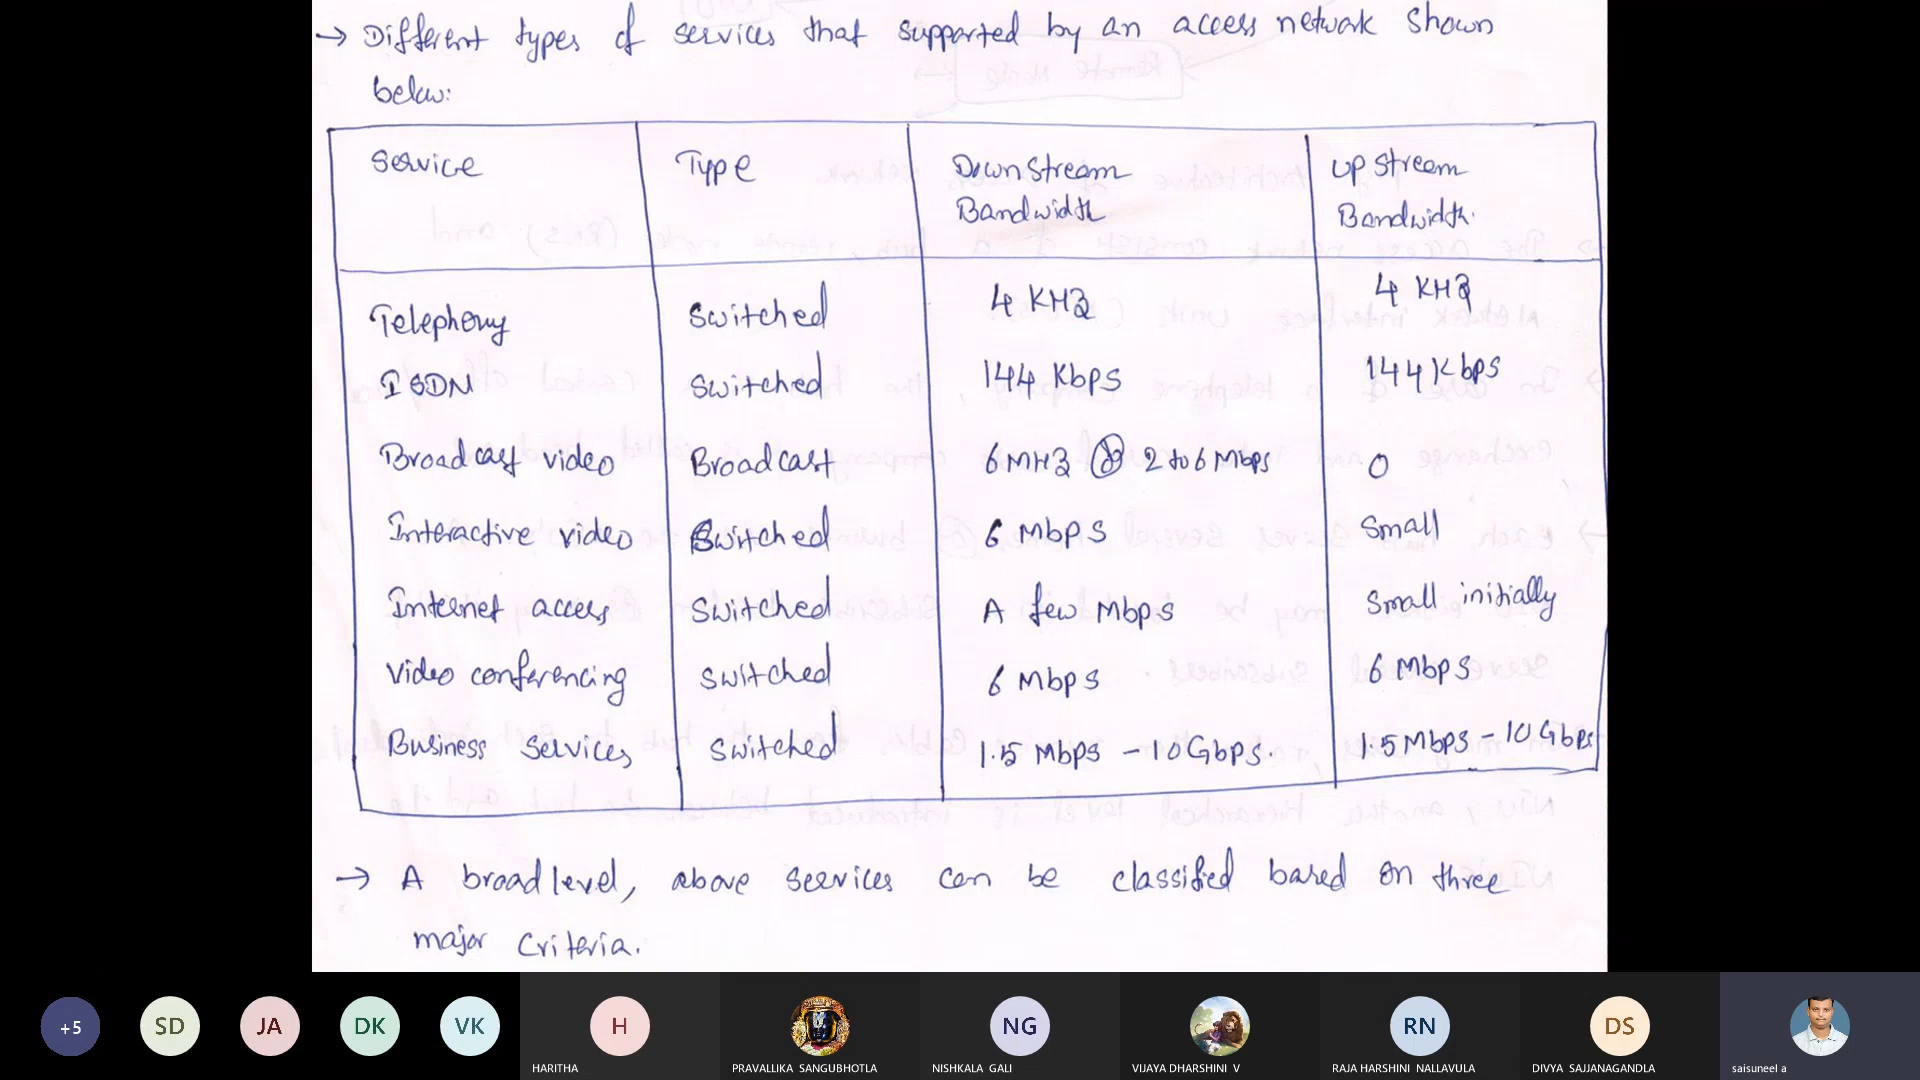 → Different types of services that supported by an access network shown
below:
Service Type Downstream Bandwidth Upstream Bandwidth.
Telephony Switched 4 KHz 4 KHz
ISDN Switched 144 Kbps 144 Kbps
Broadcast video Broadcast 6 MHz or 2 to 6 Mbps 0
Interactive video Switched 6 Mbps Small
Internet access Switched A few Mbps Small initially
Video conferencing Switched 6 Mbps 6 Mbps
Business Services Switched 1.5 Mbps - 10 Gbps. 1.5 Mbps - 10 Gbps
→ A broad level, above services can be classified based on three
major criteria.
+5 SD JA DK VK H NG RN DS
HARITHA PRAVALLIKA SANGUBHOTLA NISHKALA GALI VIJAYA DHARSHINI V RAJA HARSHINI NALLAVULA DIVYA SAJJANAGANDLA saisuneel a